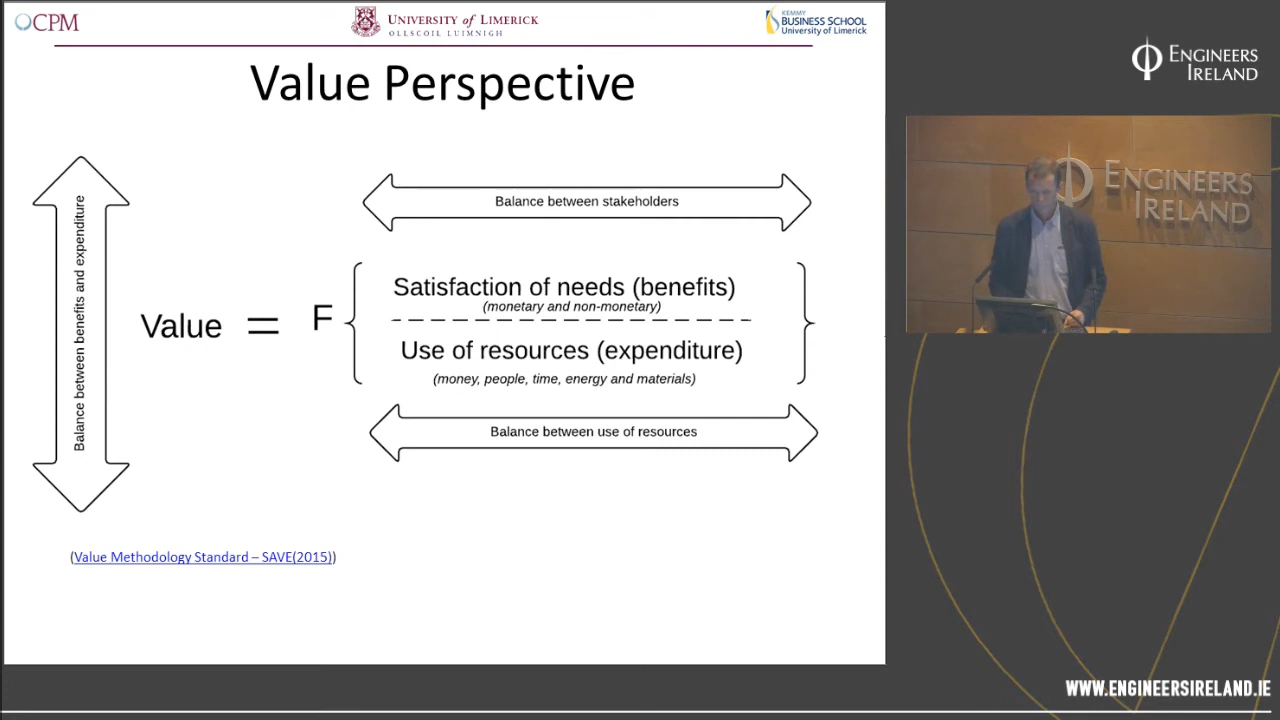 CPM
UNIVERSITY of LIMERICK
OLLSCOIL LUIMNIGH
KEMMY
BUSINESS SCHOOL
University of Limerick
ENGINEERS
IRELAND
Value Perspective
ENGINEERS
IRELAND
Balance between benefits and expenditure
Balance between stakeholders
Value = F
Satisfaction of needs (benefits)
(monetary and non-monetary)
Use of resources (expenditure)
(money, people, time, energy and materials)
Balance between use of resources
(Value Methodology Standard – SAVE(2015))
WWW.ENGINEERSIRELAND.IE